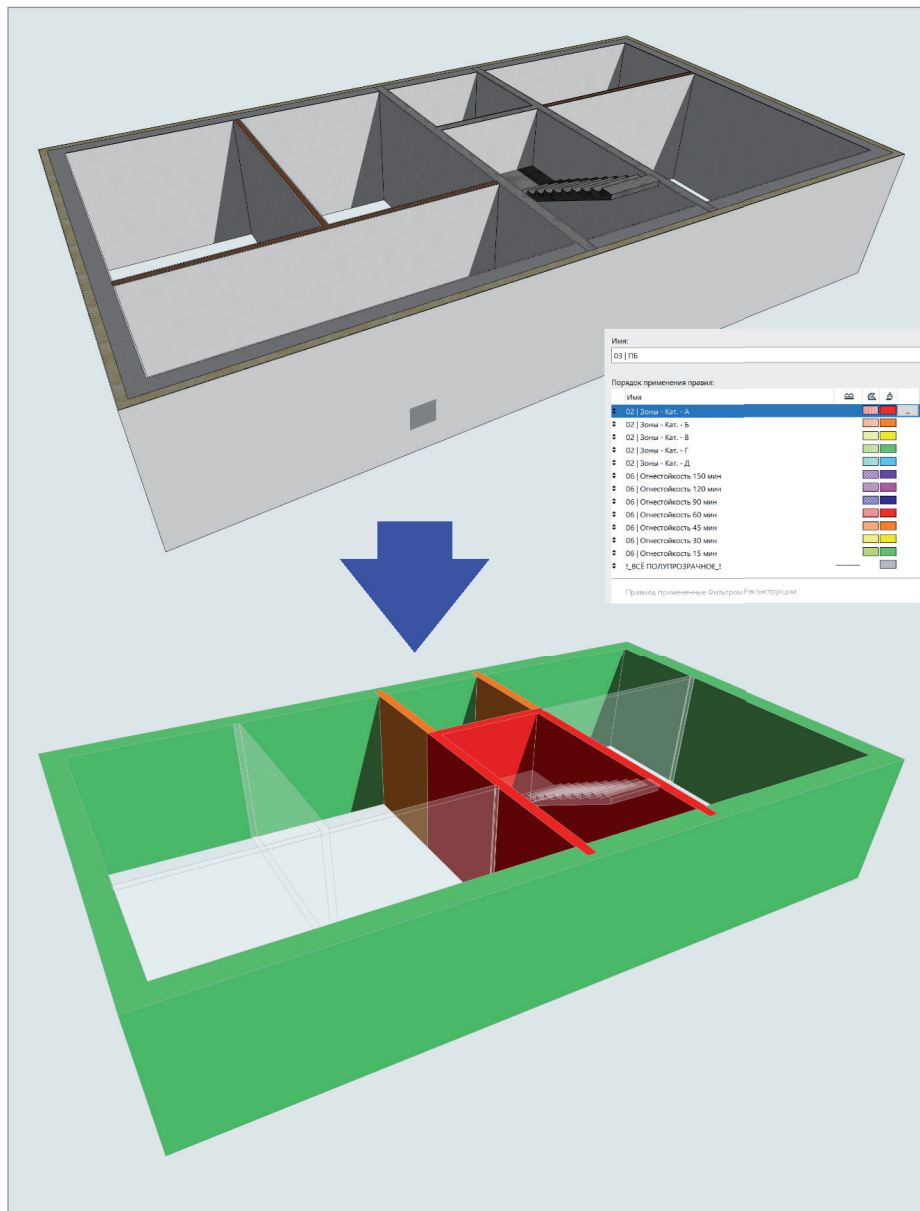 Имя:
03 | ПБ
Порядок применения правил:
Имя
02 | Зоны - Кат. - А
02 | Зоны - Кат. - Б
02 | Зоны - Кат. - В
02 | Зоны - Кат. - Г
02 | Зоны - Кат. - Д
06 | Огнестойкость 150 мин
06 | Огнестойкость 120 мин
06 | Огнестойкость 90 мин
06 | Огнестойкость 60 мин
06 | Огнестойкость 45 мин
06 | Огнестойкость 30 мин
06 | Огнестойкость 15 мин
!_ВСЁ ПОЛУПРОЗРАЧНОЕ_!
Правила, примененные Фильтром Реконструкции